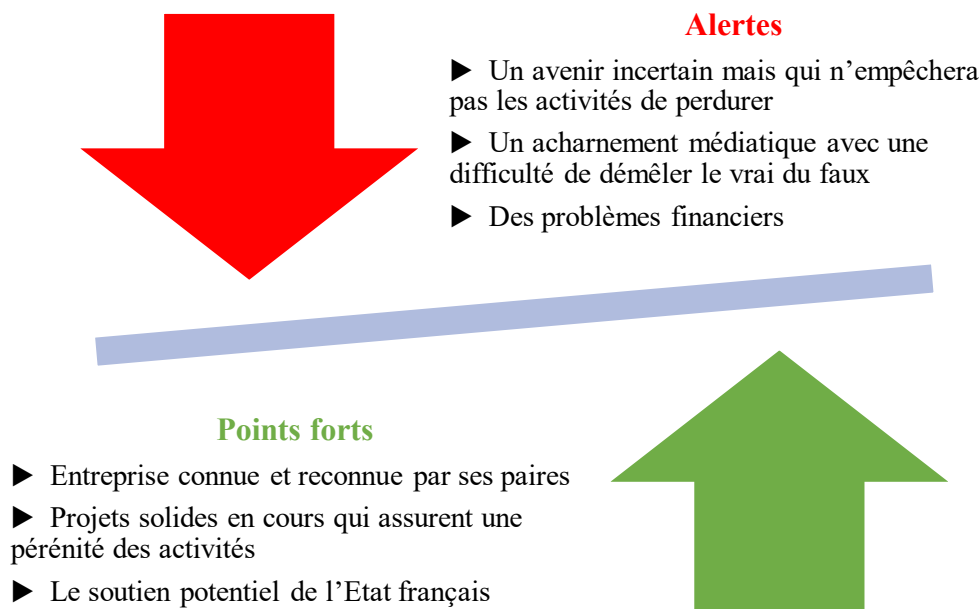 Alertes
► Un avenir incertain mais qui n’empêchera
pas les activités de perdurer
► Un acharnement médiatique avec une
difficulté de démêler le vrai du faux
► Des problèmes financiers
Points forts
► Entreprise connue et reconnue par ses paires
► Projets solides en cours qui assurent une
pérénité des activités
► Le soutien potentiel de l’Etat français